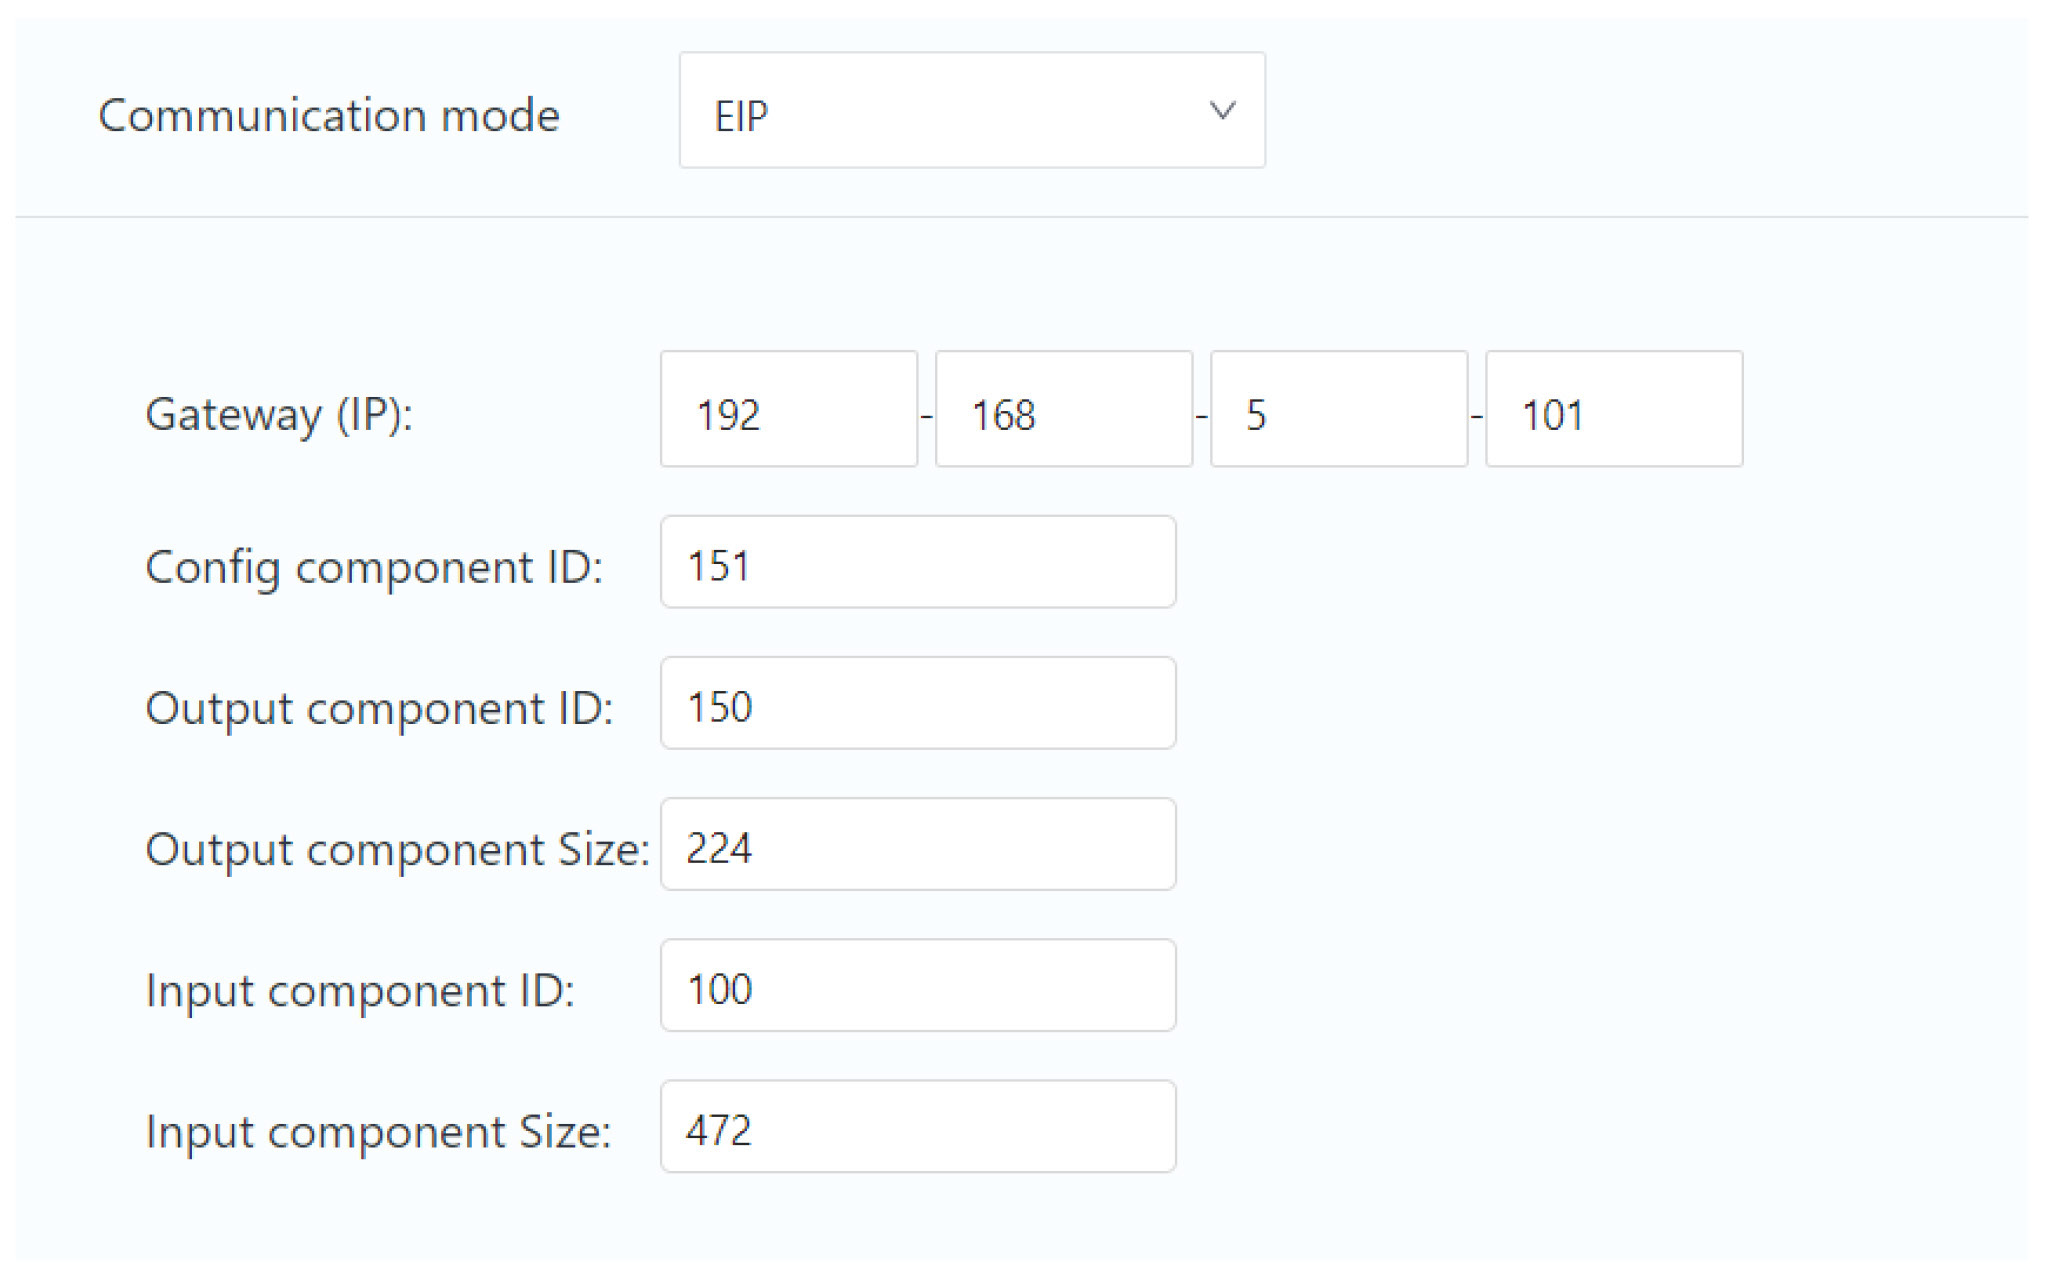 Communication mode EIP
Gateway (IP): 192 - 168 - 5 - 101
Config component ID: 151
Output component ID: 150
Output component Size: 224
Input component ID: 100
Input component Size: 472